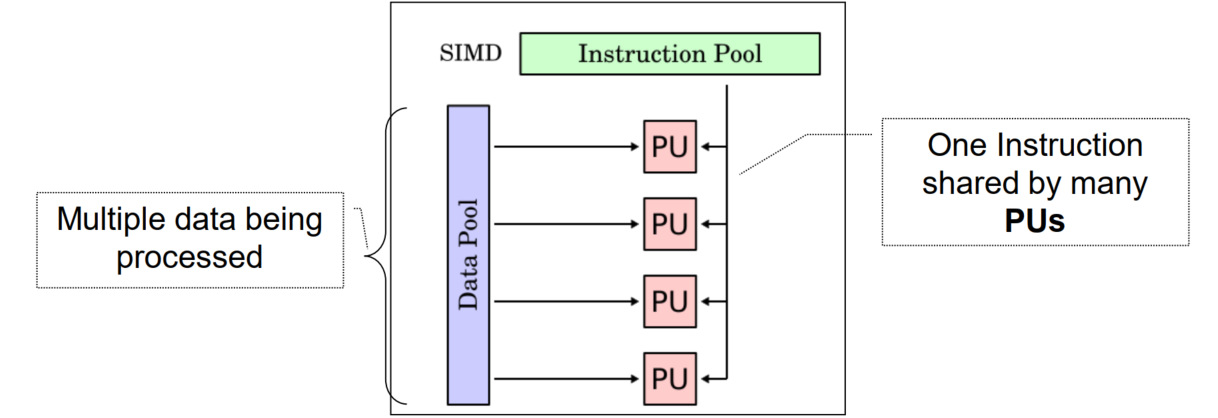 SIMD
Instruction Pool
Data Pool
PU
PU
PU
PU
Multiple data being
processed
One Instruction
shared by many
PUs